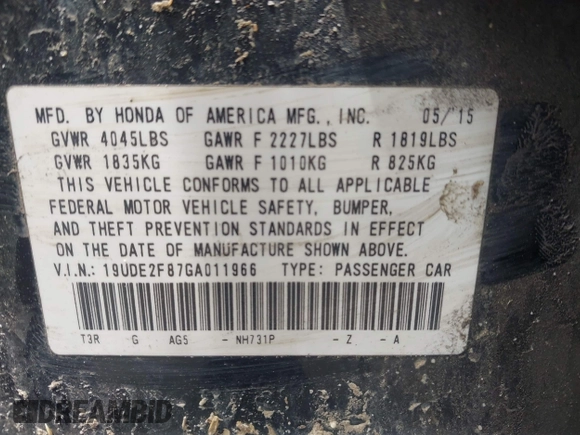 MFD. BY HONDA OF AMERICA MFG., INC. 05/'15
GVWR 4045LBS GAWR F 2227LBS R 1819LBS
GVWR 1835KG GAWR F 1010KG R 825KG
THIS VEHICLE CONFORMS TO ALL APPLICABLE
FEDERAL MOTOR VEHICLE SAFETY, BUMPER,
AND THEFT PREVENTION STANDARDS IN EFFECT
ON THE DATE OF MANUFACTURE SHOWN ABOVE.
V.I.N.: 19UDE2F87GA011966 TYPE: PASSENGER CAR
T3R G AG5 - NH731P - Z - A
DREAMBID